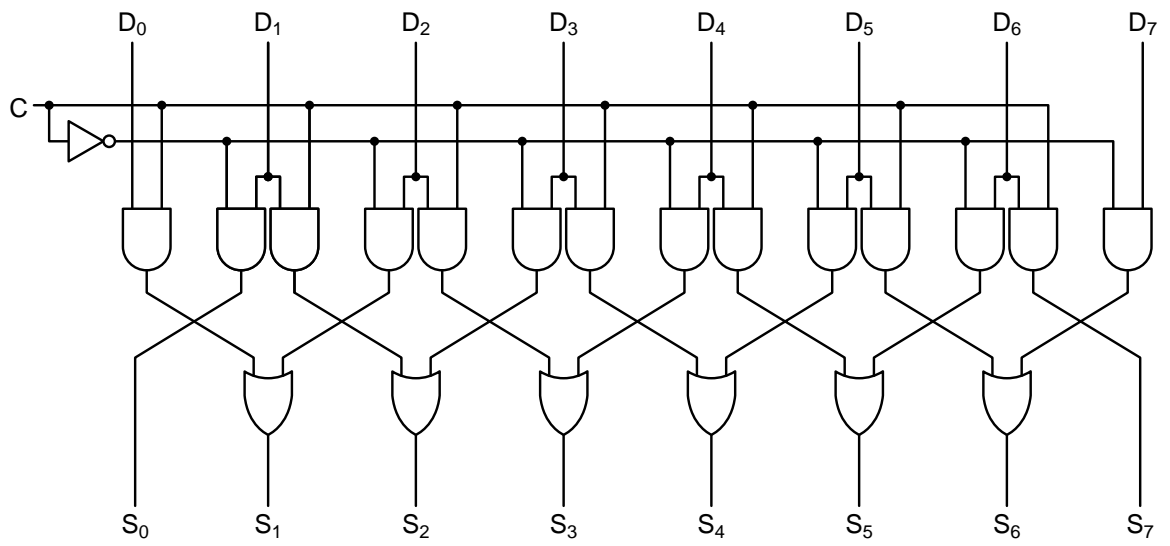 D₀ D₁ D₂ D₃ D₄ D₅ D₆ D₇
C
S₀ S₁ S₂ S₃ S₄ S₅ S₆ S₇